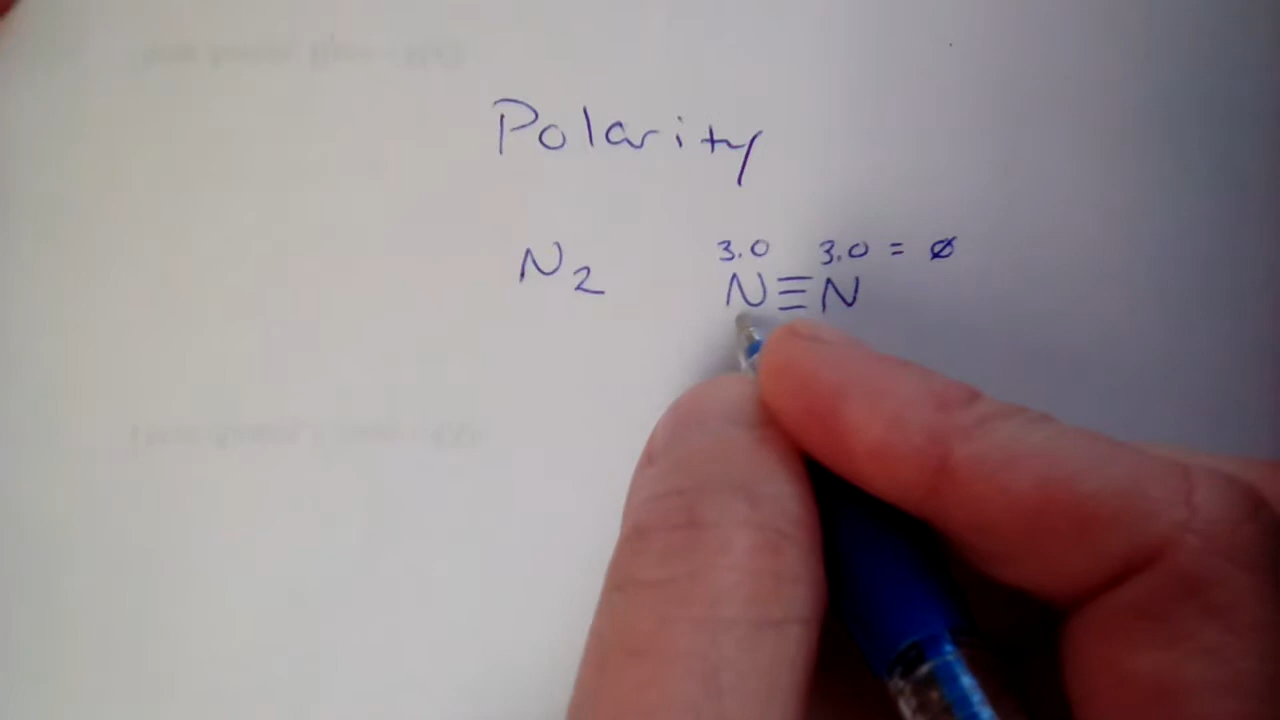 Polarity
3.0 3.0 = ∅
N₂ N≡N